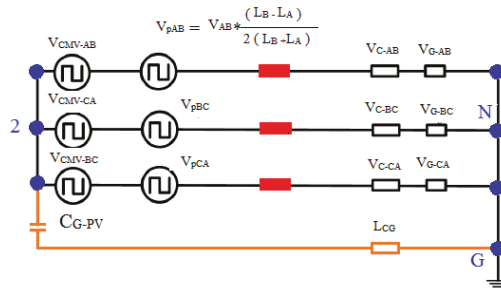 VpAB = VAB* (LB - LA) / 2 (LB+LA)
VCMV-AB
VC-AB VG-AB
VCMV-CA VpBC VC-BC VG-BC
2 N
VCMV-BC VpCA VC-CA VG-CA
CG-PV LCG
G